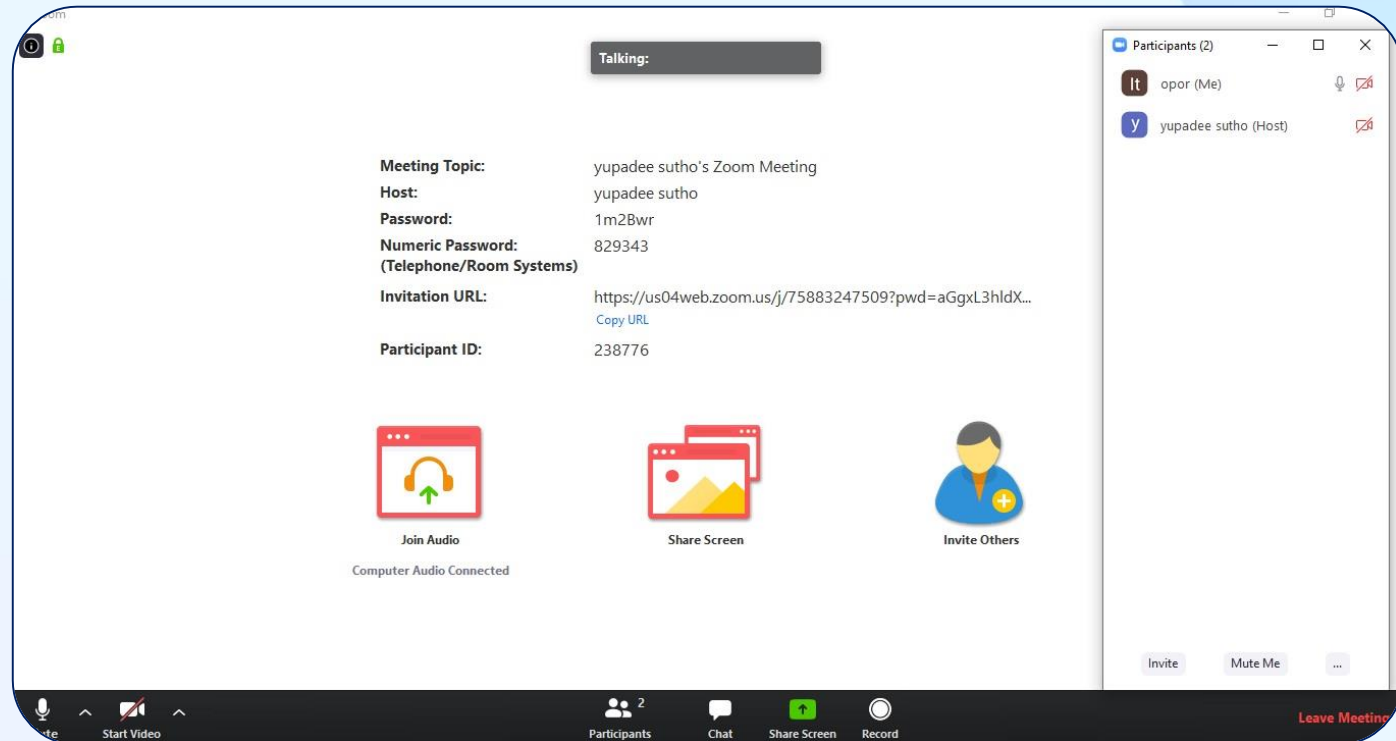 Talking:
Participants (2)
opor (Me)
yupadee sutho (Host)
Meeting Topic: yupadee sutho's Zoom Meeting
Host: yupadee sutho
Password: 1m2Bwr
Numeric Password: 829343
(Telephone/Room Systems)
Invitation URL: https://us04web.zoom.us/j/75883247509?pwd=aGgxL3hldX...
Copy URL
Participant ID: 238776
Join Audio
Share Screen
Invite Others
Computer Audio Connected
Invite
Mute Me
...
2
Start Video
Participants
Chat
Share Screen
Record
Leave Meeting